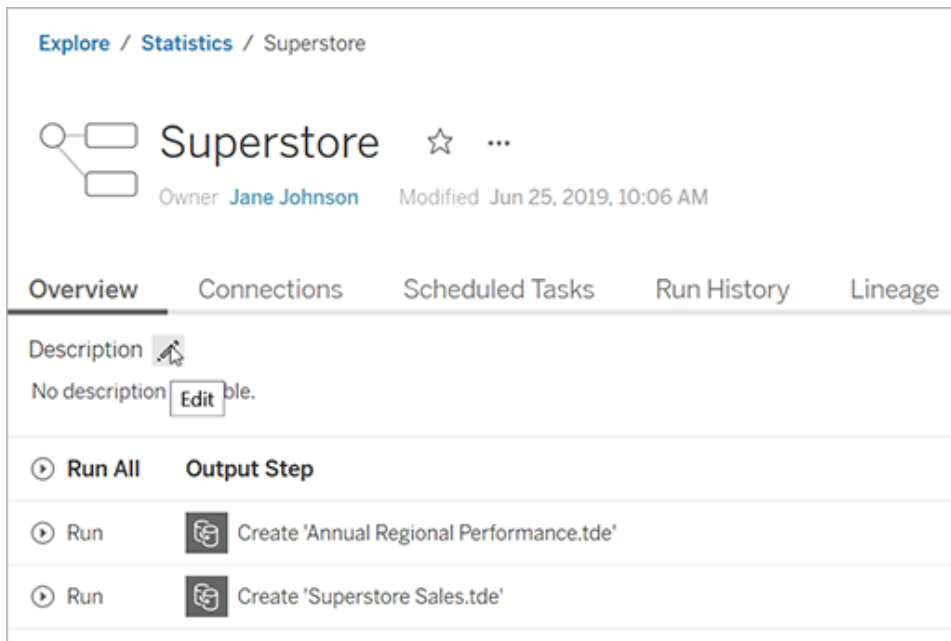 Explore / Statistics / Superstore
Superstore ...
Owner Jane Johnson Modified Jun 25, 2019, 10:06 AM
Overview Connections Scheduled Tasks Run History Lineage
Description
No description ble.
Edit
Run All Output Step
Run Create 'Annual Regional Performance.tde'
Run Create 'Superstore Sales.tde'